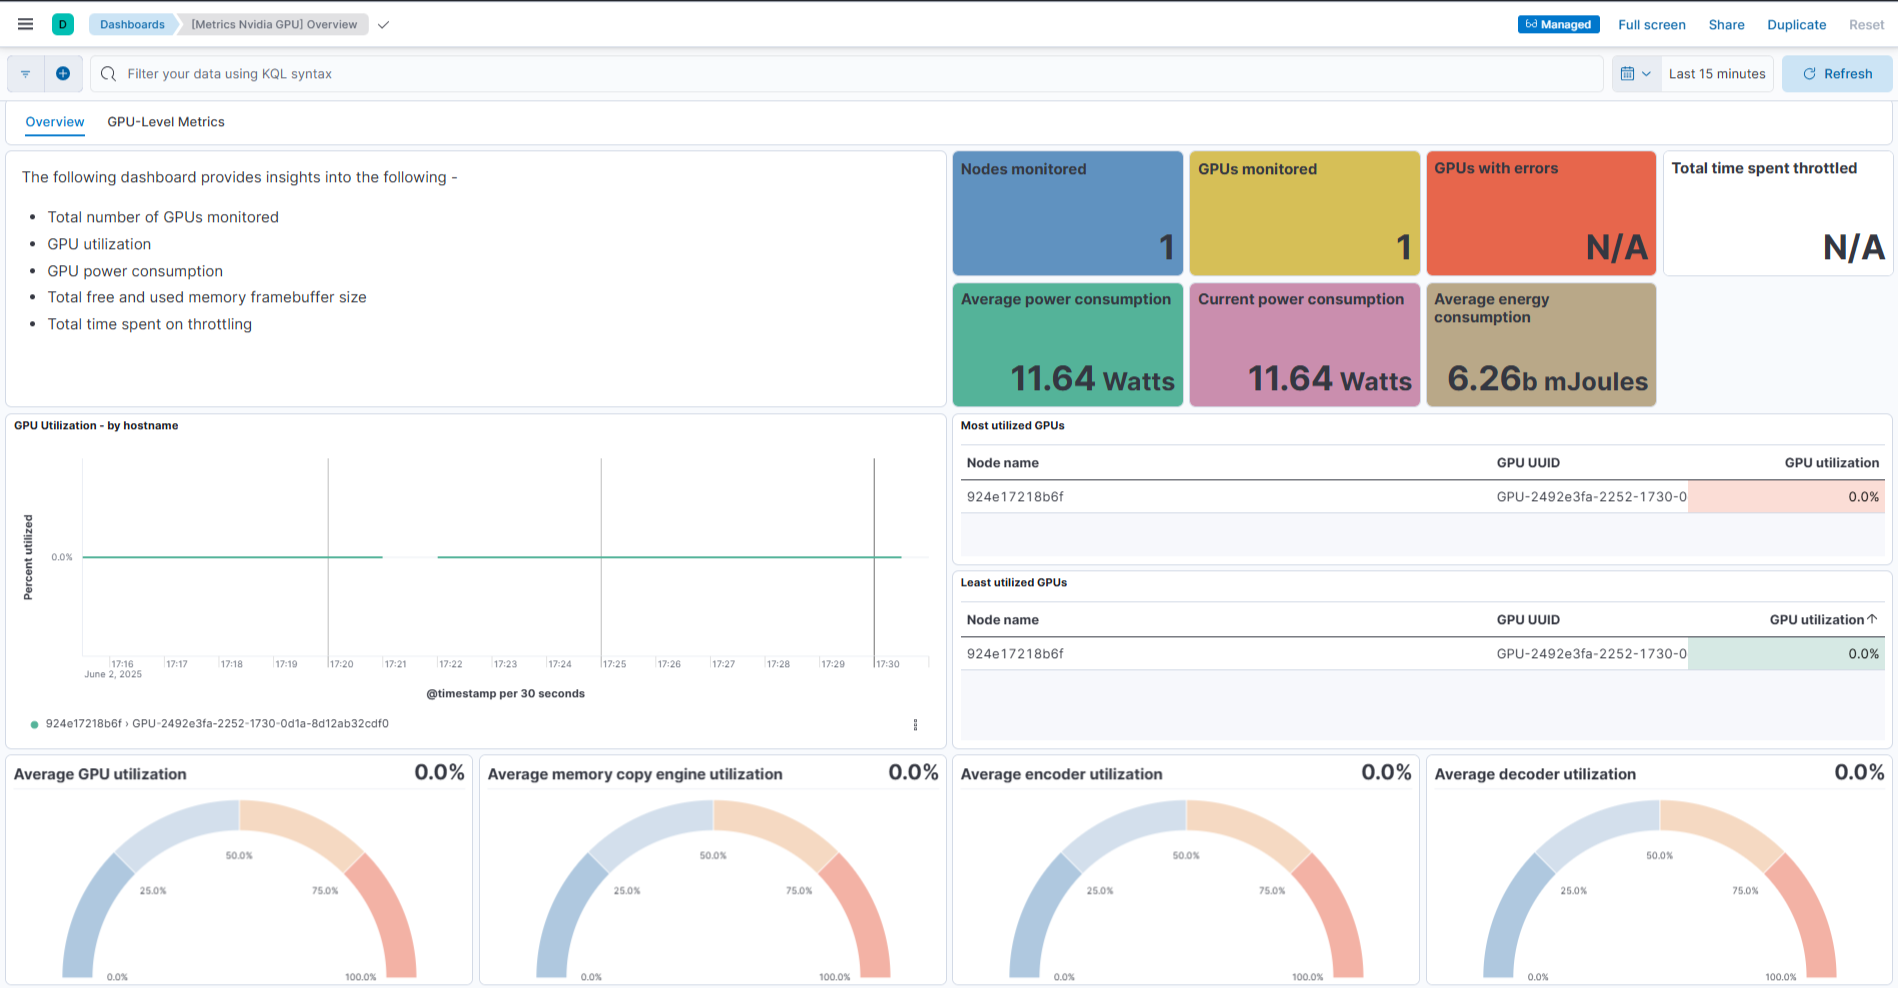 D
Dashboards
[Metrics Nvidia GPU] Overview
Managed
Full screen
Share
Duplicate
Reset
Filter your data using KQL syntax
Last 15 minutes
Refresh
Overview
GPU-Level Metrics
The following dashboard provides insights into the following -
• Total number of GPUs monitored
• GPU utilization
• GPU power consumption
• Total free and used memory framebuffer size
• Total time spent on throttling
Nodes monitored
1
GPUs monitored
1
GPUs with errors
N/A
Total time spent throttled
N/A
Average power consumption
11.64 Watts
Current power consumption
11.64 Watts
Average energy
consumption
6.26b mJoules
GPU Utilization - by hostname
Percent utilized
0.0%
17:16
17:17
17:18
17:19
17:20
17:21
17:22
17:23
17:24
17:25
17:26
17:27
17:28
17:29
17:30
June 2, 2025
@timestamp per 30 seconds
924e17218b6f › GPU-2492e3fa-2252-1730-0d1a-8d12ab32cdf0
Most utilized GPUs
Node name GPU UUID GPU utilization
924e17218b6f GPU-2492e3fa-2252-1730-0 0.0%
Least utilized GPUs
Node name GPU UUID GPU utilization↑
924e17218b6f GPU-2492e3fa-2252-1730-0 0.0%
Average GPU utilization 0.0%
50.0%
25.0% 75.0%
0.0% 100.0%
Average memory copy engine utilization 0.0%
50.0%
25.0% 75.0%
0.0% 100.0%
Average encoder utilization 0.0%
50.0%
25.0% 75.0%
0.0% 100.0%
Average decoder utilization 0.0%
50.0%
25.0% 75.0%
0.0% 100.0%